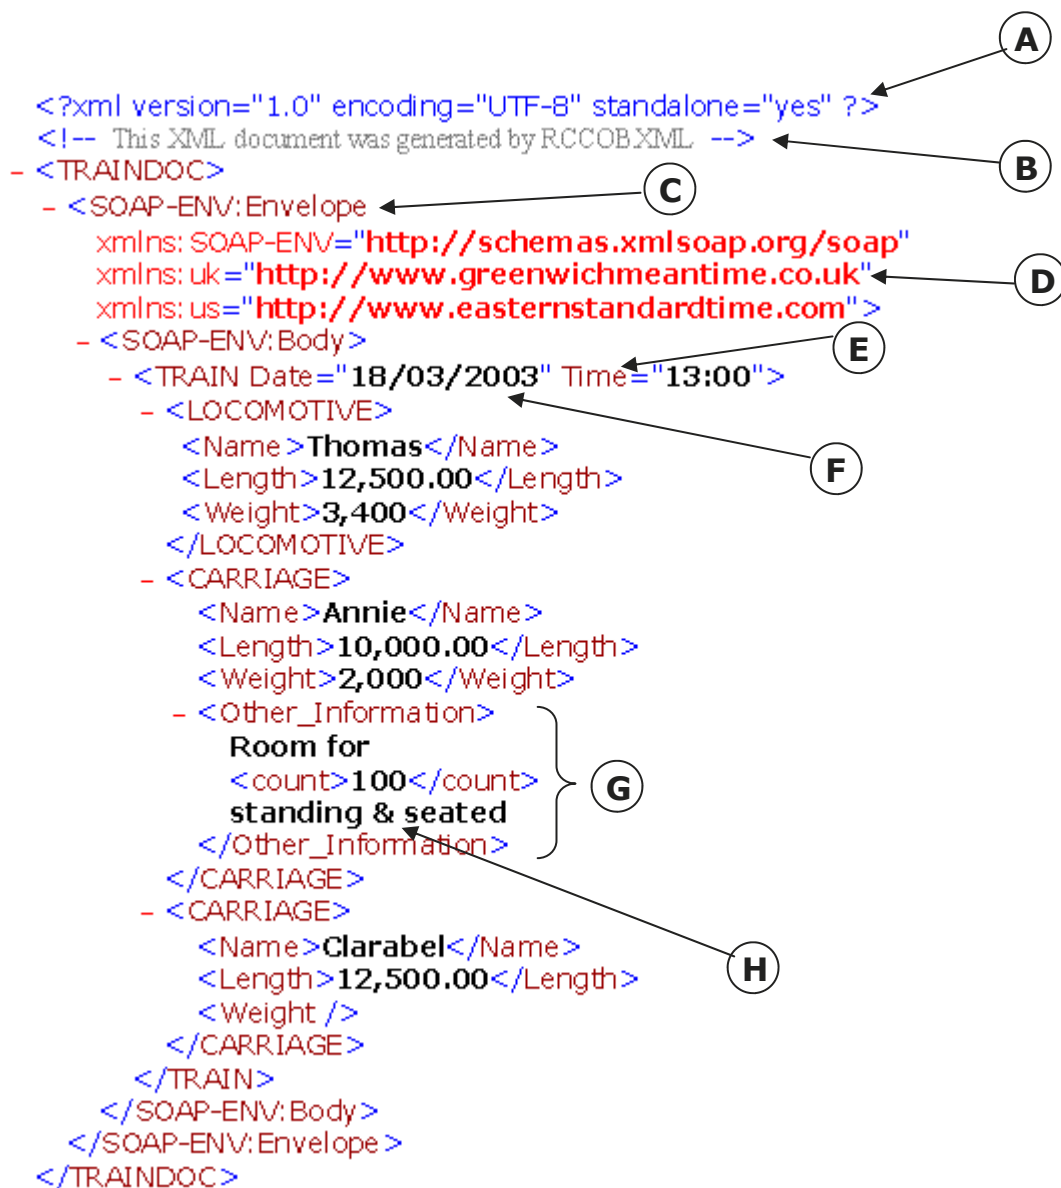 A
<?xml version="1.0" encoding="UTF-8" standalone="yes" ?>
<!-- This XML document was generated by RCCOBXML -->
B
- <TRAINDOC>
C
- <SOAP-ENV:Envelope
xmlns:SOAP-ENV="http://schemas.xmlsoap.org/soap"
xmlns:uk="http://www.greenwichmeantime.co.uk"
D
xmlns:us="http://www.easternstandardtime.com">
- <SOAP-ENV:Body>
E
- <TRAIN Date="18/03/2003" Time="13:00">
- <LOCOMOTIVE>
<Name>Thomas</Name>
F
<Length>12,500.00</Length>
<Weight>3,400</Weight>
</LOCOMOTIVE>
- <CARRIAGE>
<Name>Annie</Name>
<Length>10,000.00</Length>
<Weight>2,000</Weight>
- <Other_Information>
Room for
<count>100</count>
G
standing & seated
</Other_Information>
</CARRIAGE>
- <CARRIAGE>
<Name>Clarabel</Name>
H
<Length>12,500.00</Length>
<Weight />
</CARRIAGE>
</TRAIN>
</SOAP-ENV:Body>
</SOAP-ENV:Envelope>
</TRAINDOC>